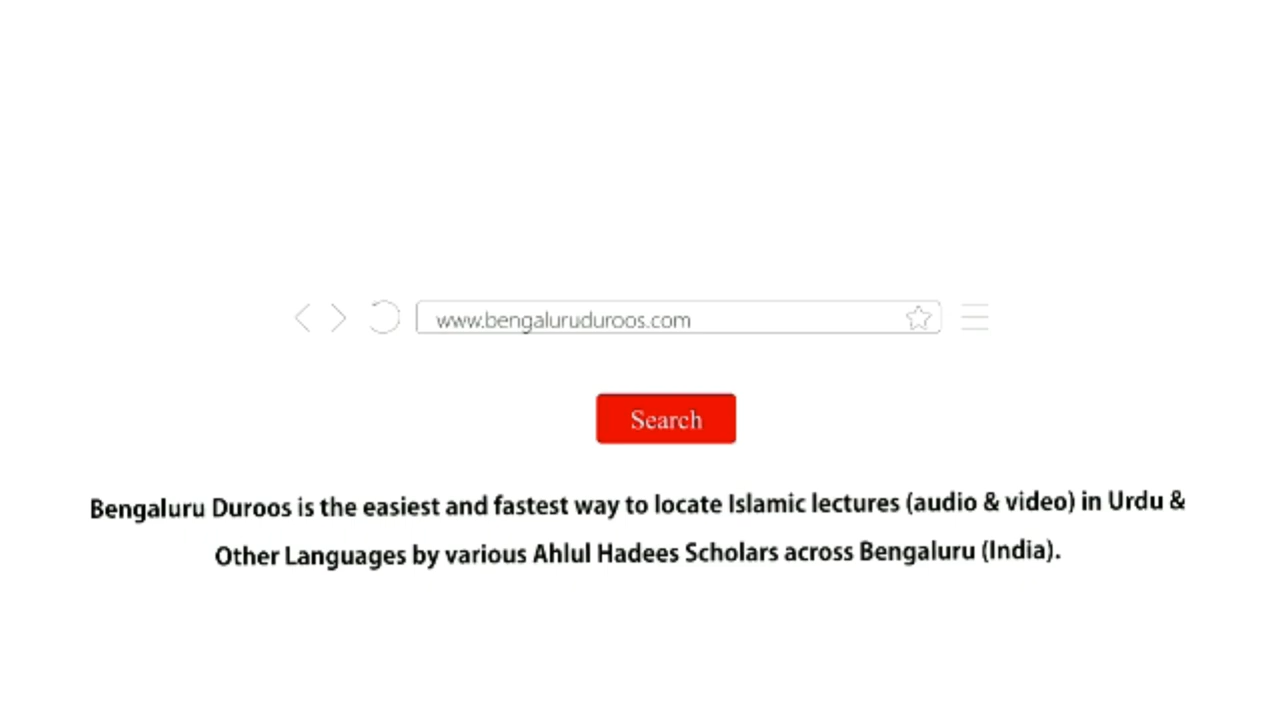 www.bengaluruduroos.com
Search
Bengaluru Duroos is the easiest and fastest way to locate Islamic lectures (audio & video) in Urdu &
Other Languages by various Ahlul Hadees Scholars across Bengaluru (India).